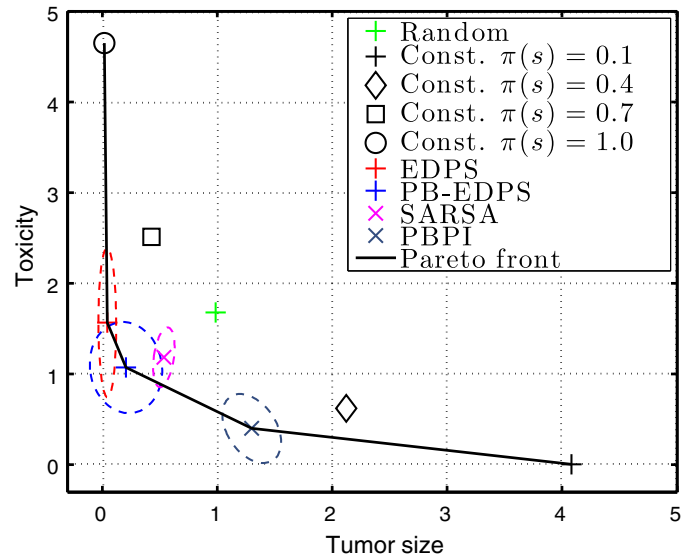 Random
Const. π(s) = 0.1
Const. π(s) = 0.4
Const. π(s) = 0.7
Const. π(s) = 1.0
EDPS
PB-EDPS
SARSA
PBPI
Pareto front
5
4
3
2
1
0
Toxicity
0 1 2 3 4 5
Tumor size